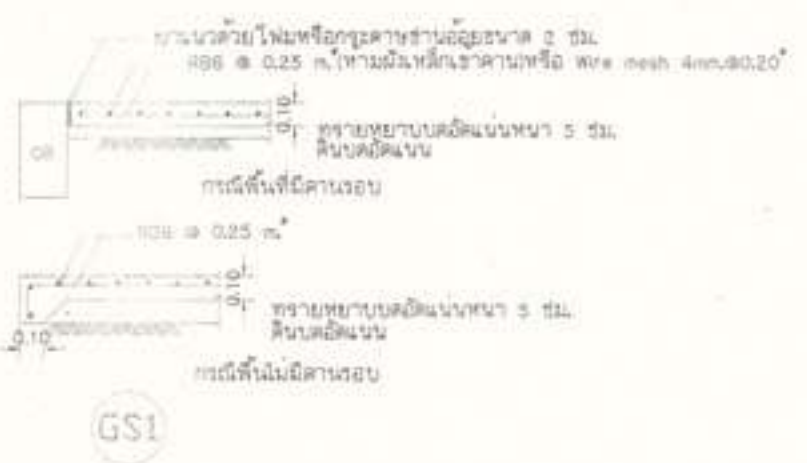 ยาแนวด้วยโฟมหรือกระดาษชานอ้อยขนาด 2 ซม.
RB6 @ 0.25 m.#(ห้ามฝังเหล็กเข้าคาน)หรือ Wire mesh 4mm.@0.20#
0.10
ทรายหยาบบดอัดแน่นหนา 5 ซม.
ดินบดอัดแน่น
กรณีพื้นที่มีคานรอบ
RB6 @ 0.25 m.#
0.10
ทรายหยาบบดอัดแน่นหนา 5 ซม.
ดินบดอัดแน่น
0.10
กรณีพื้นไม่มีคานรอบ
GS1